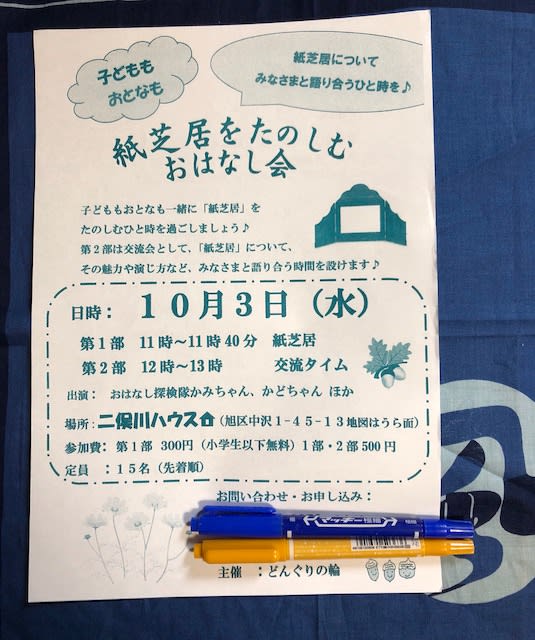 子どもも
おとなも
紙芝居について
みなさまと語り合うひと時を♪
紙芝居をたのしむ
おはなし会
子どももおとなも一緒に「紙芝居」を
たのしむひと時を過ごしましょう♪
第2部は交流会として、「紙芝居」について、
その魅力や演じ方など、みなさまと語り合う時間を設けます♪
日時： 10月3日（水）
第1部 11時～11時40分 紙芝居
第2部 12時～13時 交流タイム
出演： おはなし探検隊かみちゃん、かどちゃん ほか
場所：二俣川ハウス（旭区中沢1-45-13地図はうら面）
参加費：第1部 300円（小学生以下無料）1部・2部500円
定員 ：15名（先着順）
お問い合わせ・お申し込み：
マッキー極細
主催 ：どんぐりの輪